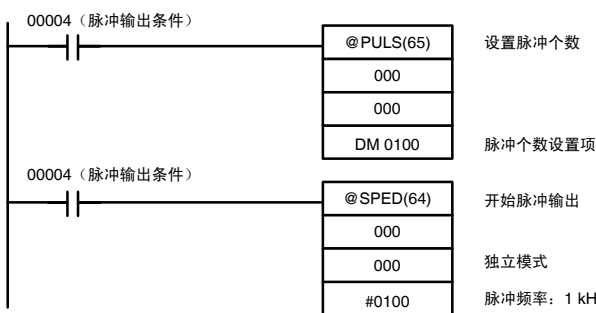 00004（脉冲输出条件）
@PULS(65) 设置脉冲个数
000
000
DM 0100 脉冲个数设置项
00004（脉冲输出条件）
@SPED(64) 开始脉冲输出
000
000 独立模式
#0100 脉冲频率：1 kH